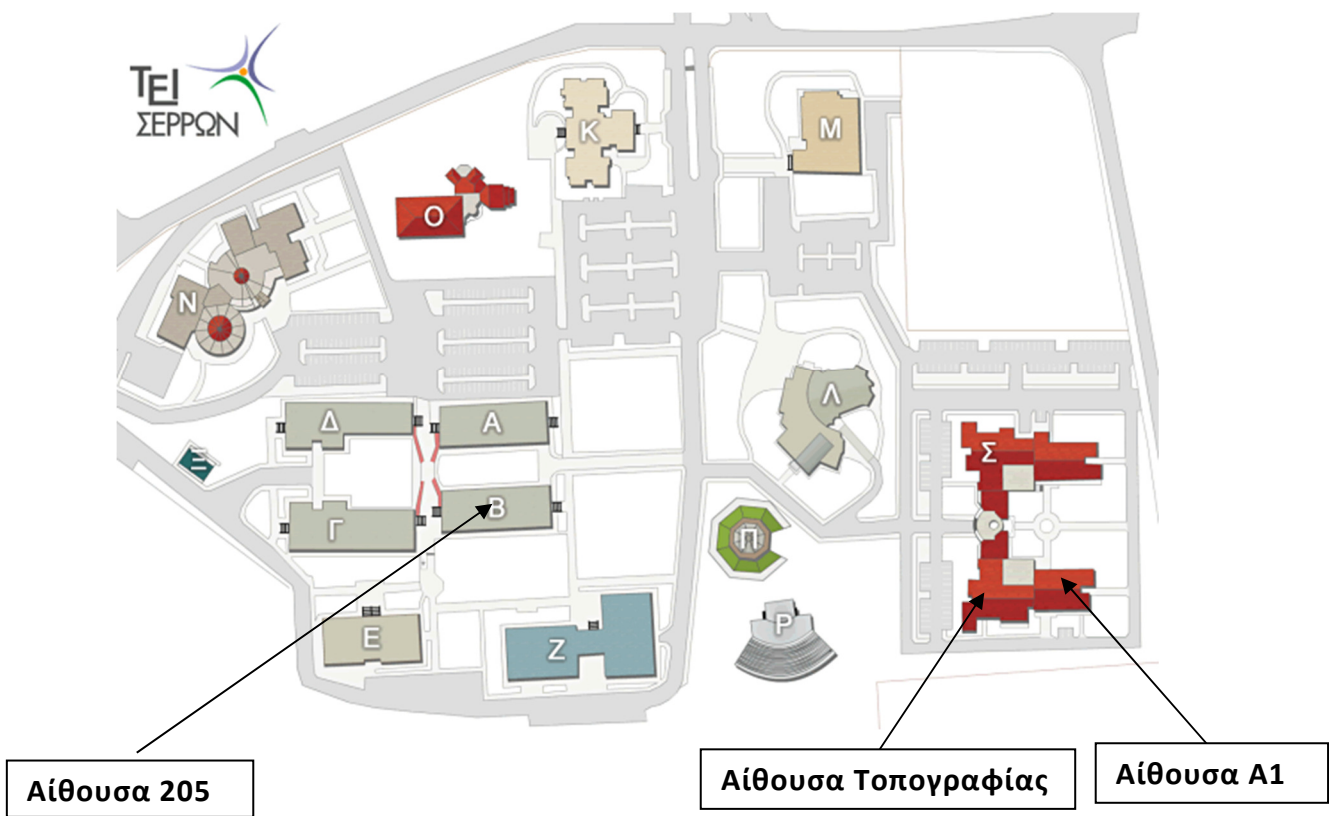 ΤΕΙ
ΣΕΡΡΩΝ
Κ
Μ
Ο
Ν
Λ
Δ
Α
Σ
Ξ
Β
Γ
Π
Ρ
Ε
Ζ
Αίθουσα 205
Αίθουσα Τοπογραφίας
Αίθουσα Α1